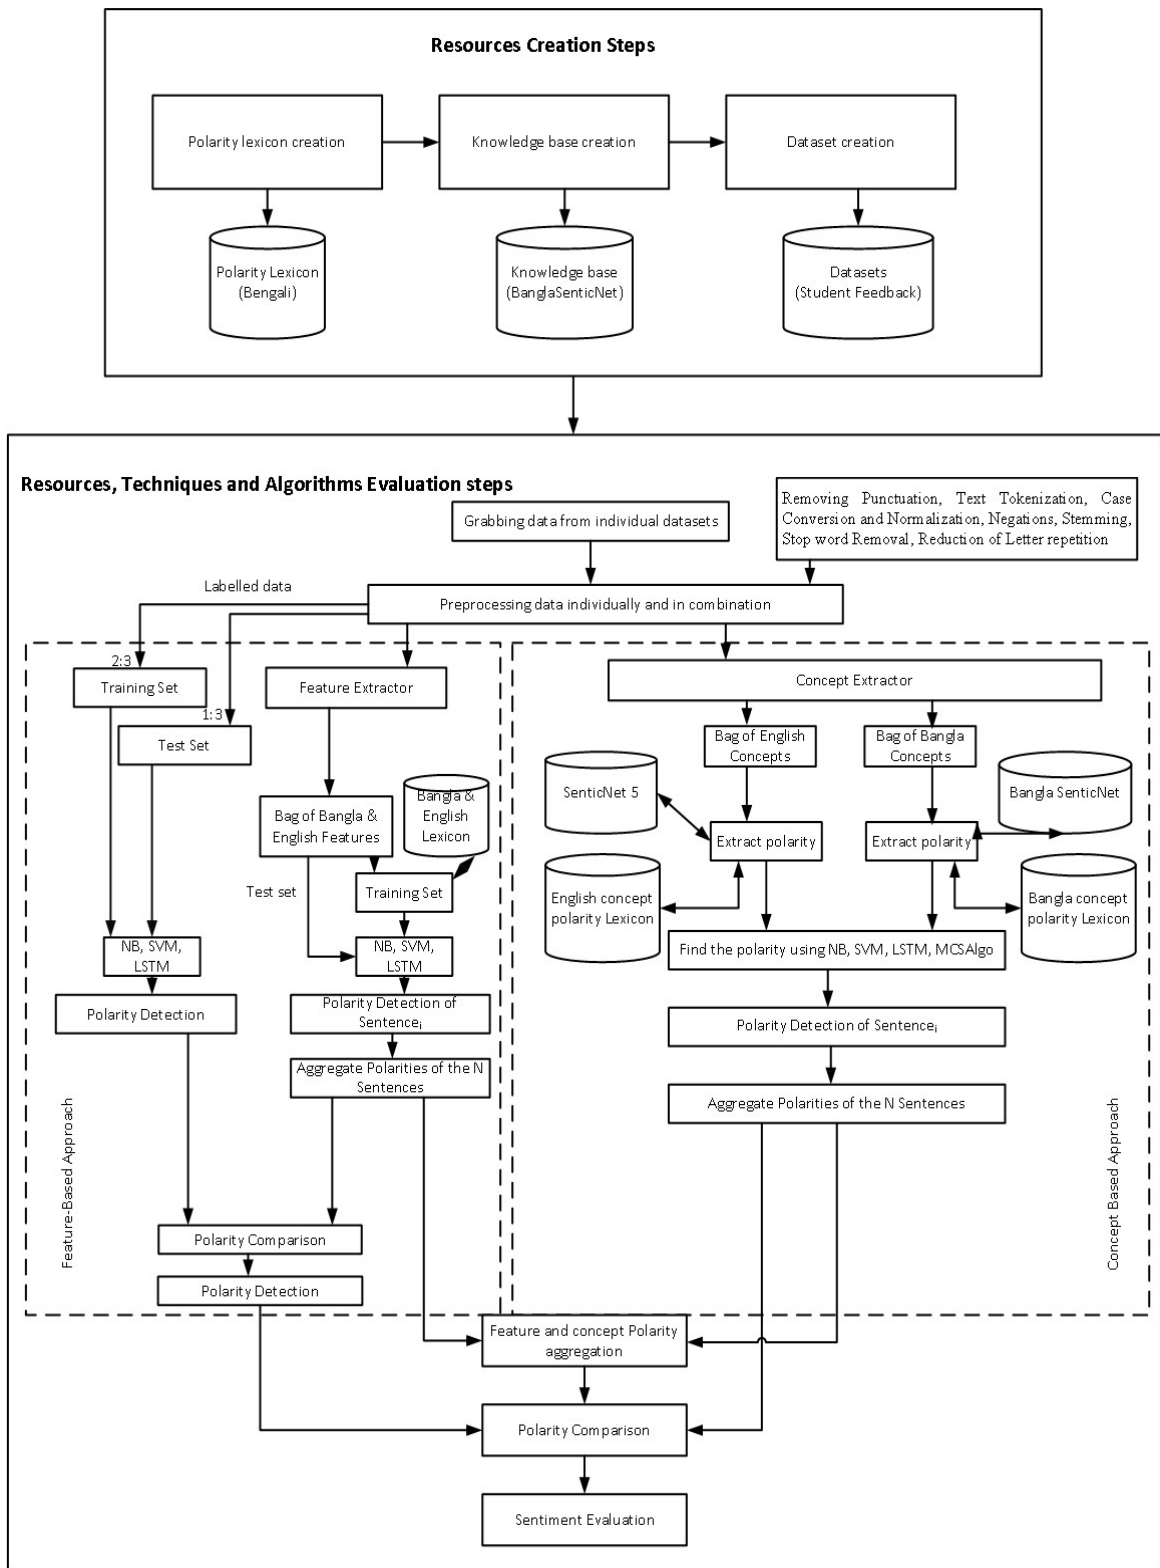 Resources Creation Steps
Polarity lexicon creation
Knowledge base creation
Dataset creation
Polarity Lexicon
(Bengali)
Knowledge base
(BanglaSenticNet)
Datasets
(Student Feedback)
Resources, Techniques and Algorithms Evaluation steps
Grabbing data from individual datasets
Removing Punctuation, Text Tokenization, Case
Conversion and Normalization, Negations, Stemming,
Stop word Removal, Reduction of Letter repetition
Labelled data
Preprocessing data individually and in combination
2:3
Training Set
1:3
Test Set
Feature Extractor
Bag of Bangla &
English Features
Bangla &
English
Lexicon
Test set
Training Set
NB, SVM,
LSTM
NB, SVM,
LSTM
Polarity Detection
Polarity Detection of
Sentenceᵢ
Aggregate Polarities of the N
Sentences
Feature-Based Approach
Polarity Comparison
Polarity Detection
Concept Extractor
Bag of English
Concepts
Bag of Bangla
Concepts
SenticNet 5
Bangla SenticNet
Extract polarity
Extract polarity
English concept
polarity Lexicon
Bangla concept
polarity Lexicon
Find the polarity using NB, SVM, LSTM, MCSAlgo
Polarity Detection of Sentenceᵢ
Aggregate Polarities of the N Sentences
Concept Based Approach
Feature and concept Polarity
aggregation
Polarity Comparison
Sentiment Evaluation